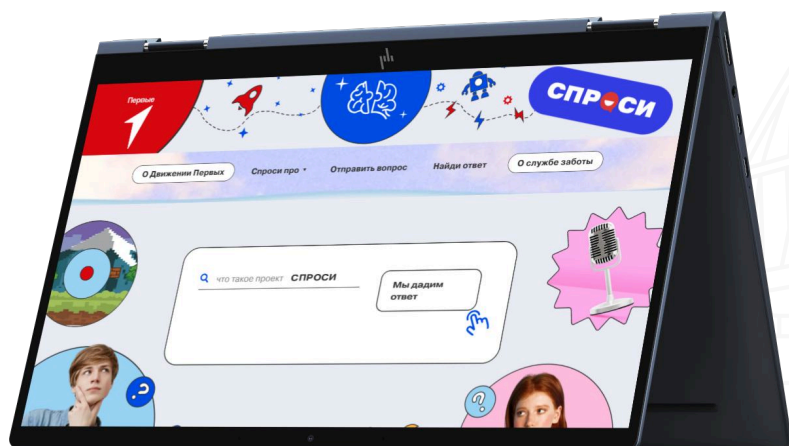 hp
Первые
СПРОСИ
О Движении Первых
Спроси про
Отправить вопрос
Найди ответ
О службе заботы
что такое проект СПРОСИ
Мы дадим
ответ
?
?